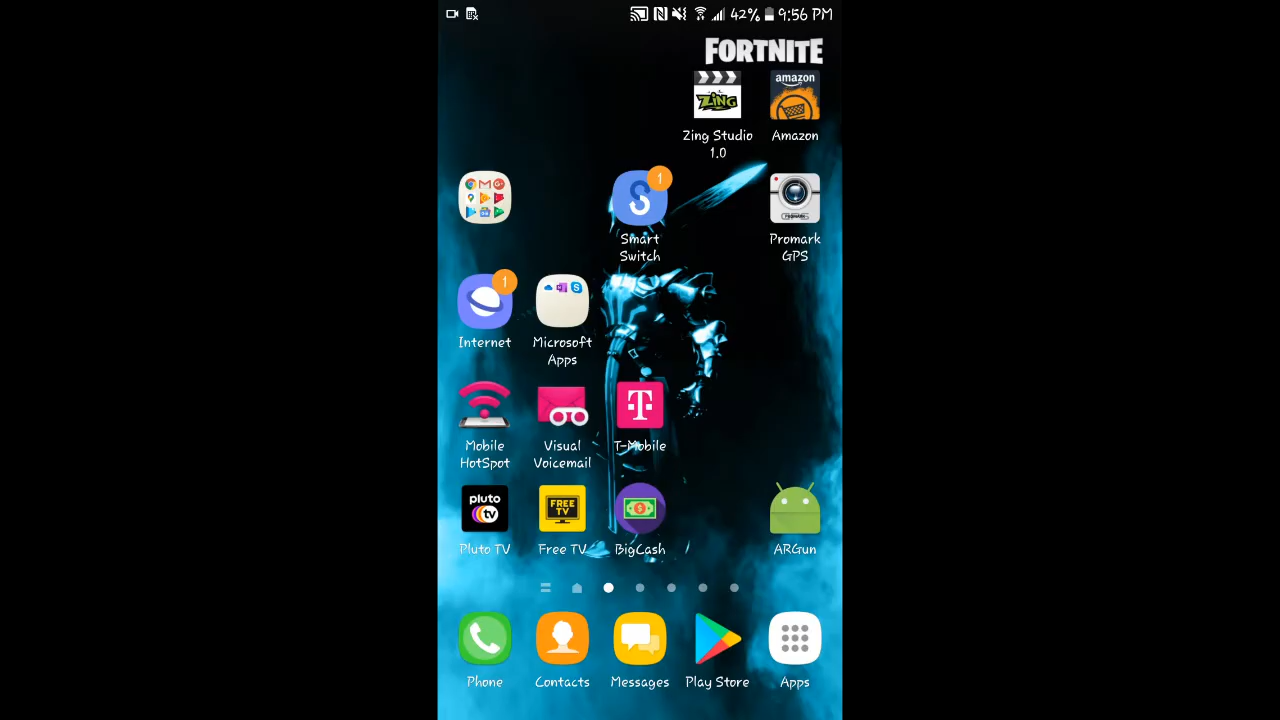 42% 9:56 PM
FORTNITE
ZING
amazon
Zing Studio
1.0
Amazon
1
Smart
Switch
Promark
GPS
1
Internet
Microsoft
Apps
T
Mobile
HotSpot
Visual
Voicemail
T-Mobile
pluto
tv
FREE
TV
Pluto TV
Free TV
BigCash
ARGun
Phone
Contacts
Messages
Play Store
Apps